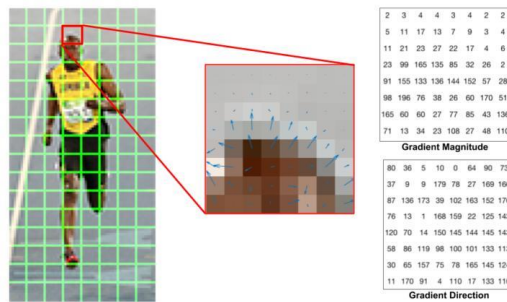 2 3 4 4 3 4 2 2
5 11 17 13 7 9 3 4
11 21 23 27 22 17 4 6
23 99 165 135 85 32 26 2
91 155 133 136 144 152 57 28
98 196 76 38 26 60 170 51
165 60 60 27 77 85 43 136
71 13 34 23 108 27 48 110
Gradient Magnitude
80 36 5 10 0 64 90 73
37 9 9 179 78 27 169 166
87 136 173 39 102 163 152 176
76 13 1 168 159 22 125 143
120 70 14 150 145 144 145 143
58 86 119 98 100 101 133 113
30 65 157 75 78 165 145 124
11 170 91 4 110 17 133 110
Gradient Direction